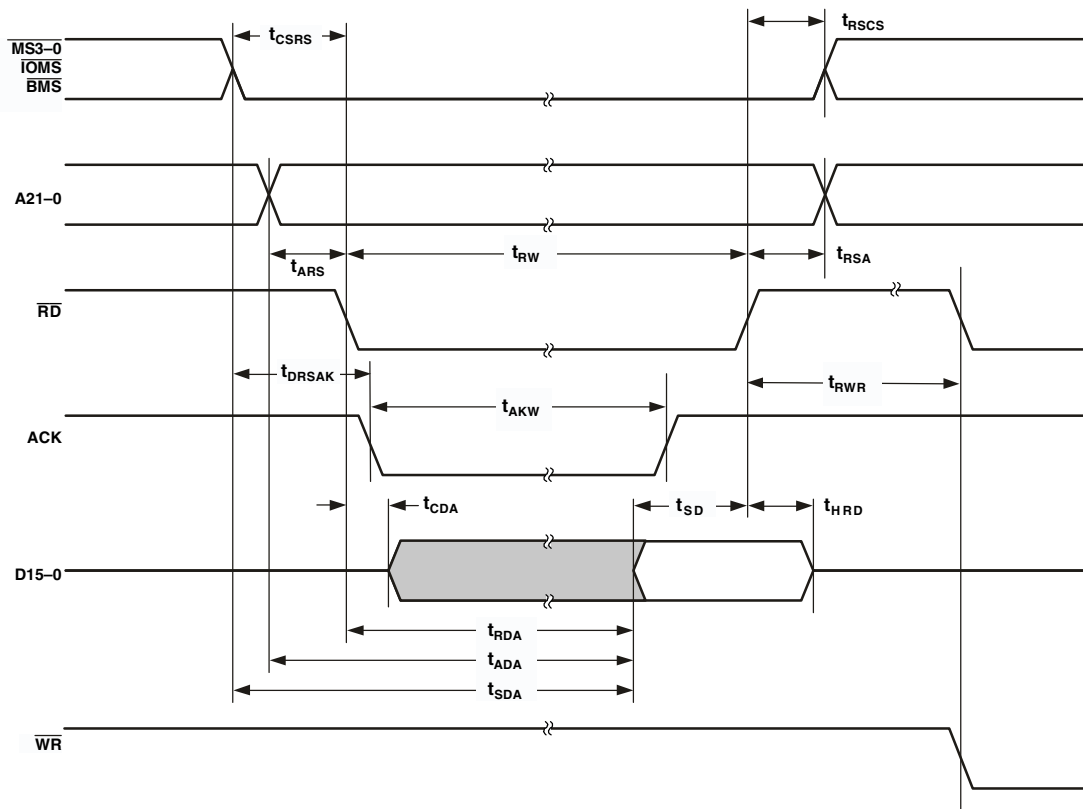 tCSRS
tRSCS
MS3–0
IOMS
BMS
A21–0
tARS
tRW
tRSA
RD
tDRSAK
tAKW
tRWR
ACK
tCDA
tSD
tHRD
D15–0
tRDA
tADA
tSDA
WR